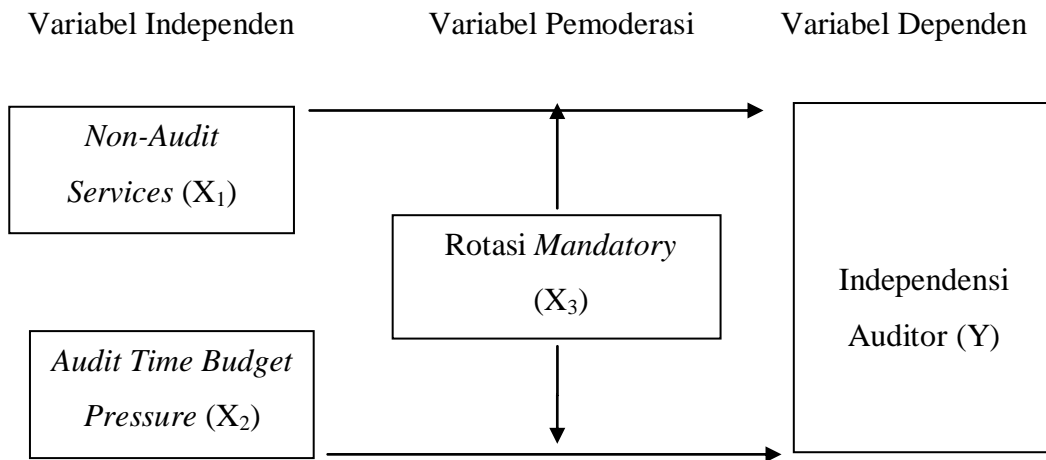 Variabel Independen
Variabel Pemoderasi
Variabel Dependen
Non-Audit
Services (X₁)
Rotasi Mandatory
(X₃)
Independensi
Auditor (Y)
Audit Time Budget
Pressure (X₂)